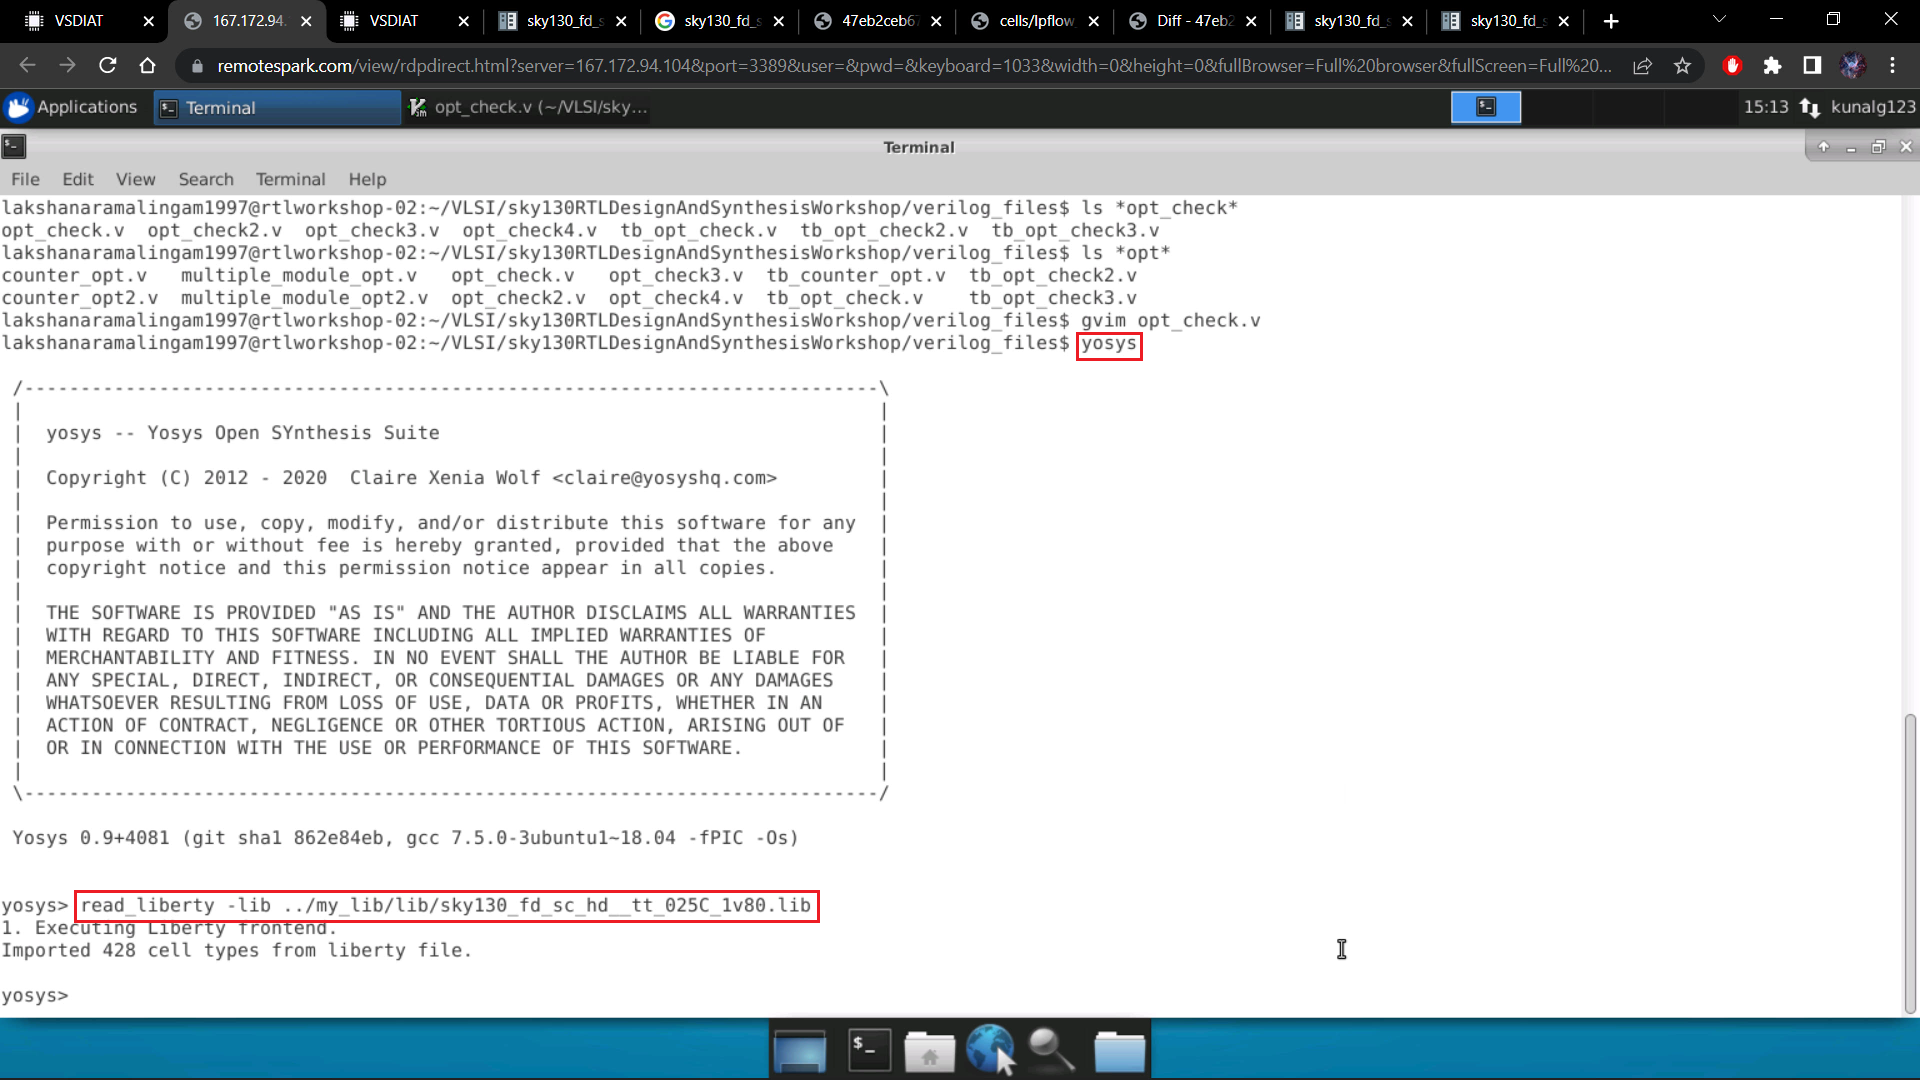 VSDIAT
167.172.94.
VSDIAT
sky130_fd_s
sky130_fd_s
47eb2ceb67
cells/lpflow
Diff - 47eb2
sky130_fd_s
sky130_fd_s
remotespark.com/view/rdpdirect.html?server=167.172.94.104&port=3389&user=&pwd=&keyboard=1033&width=0&height=0&fullBrowser=Full%20browser&fullScreen=Full%20...
Applications
Terminal
opt_check.v (~/VLSI/sky...
15:13
kunalg123
Terminal
File Edit View Search Terminal Help
lakshanaramalingam1997@rtlworkshop-02:~/VLSI/sky130RTLDesignAndSynthesisWorkshop/verilog_files$ ls *opt_check*
opt_check.v  opt_check2.v  opt_check3.v  opt_check4.v  tb_opt_check.v  tb_opt_check2.v  tb_opt_check3.v
lakshanaramalingam1997@rtlworkshop-02:~/VLSI/sky130RTLDesignAndSynthesisWorkshop/verilog_files$ ls *opt*
counter_opt.v   multiple_module_opt.v   opt_check.v   opt_check3.v  tb_counter_opt.v  tb_opt_check2.v
counter_opt2.v  multiple_module_opt2.v  opt_check2.v  opt_check4.v  tb_opt_check.v    tb_opt_check3.v
lakshanaramalingam1997@rtlworkshop-02:~/VLSI/sky130RTLDesignAndSynthesisWorkshop/verilog_files$ gvim opt_check.v
lakshanaramalingam1997@rtlworkshop-02:~/VLSI/sky130RTLDesignAndSynthesisWorkshop/verilog_files$ yosys
/----------------------------------------------------------------------------\
|                                                                            |
|  yosys -- Yosys Open SYnthesis Suite                                       |
|                                                                            |
|  Copyright (C) 2012 - 2020  Claire Xenia Wolf <claire@yosyshq.com>         |
|                                                                            |
|  Permission to use, copy, modify, and/or distribute this software for any  |
|  purpose with or without fee is hereby granted, provided that the above    |
|  copyright notice and this permission notice appear in all copies.         |
|                                                                            |
|  THE SOFTWARE IS PROVIDED "AS IS" AND THE AUTHOR DISCLAIMS ALL WARRANTIES  |
|  WITH REGARD TO THIS SOFTWARE INCLUDING ALL IMPLIED WARRANTIES OF          |
|  MERCHANTABILITY AND FITNESS. IN NO EVENT SHALL THE AUTHOR BE LIABLE FOR   |
|  ANY SPECIAL, DIRECT, INDIRECT, OR CONSEQUENTIAL DAMAGES OR ANY DAMAGES    |
|  WHATSOEVER RESULTING FROM LOSS OF USE, DATA OR PROFITS, WHETHER IN AN     |
|  ACTION OF CONTRACT, NEGLIGENCE OR OTHER TORTIOUS ACTION, ARISING OUT OF   |
|  OR IN CONNECTION WITH THE USE OR PERFORMANCE OF THIS SOFTWARE.            |
|                                                                            |
\----------------------------------------------------------------------------/
Yosys 0.9+4081 (git sha1 862e84eb, gcc 7.5.0-3ubuntu1~18.04 -fPIC -Os)
yosys> read_liberty -lib ../my_lib/lib/sky130_fd_sc_hd__tt_025C_1v80.lib
1. Executing Liberty frontend.
Imported 428 cell types from liberty file.
yosys>